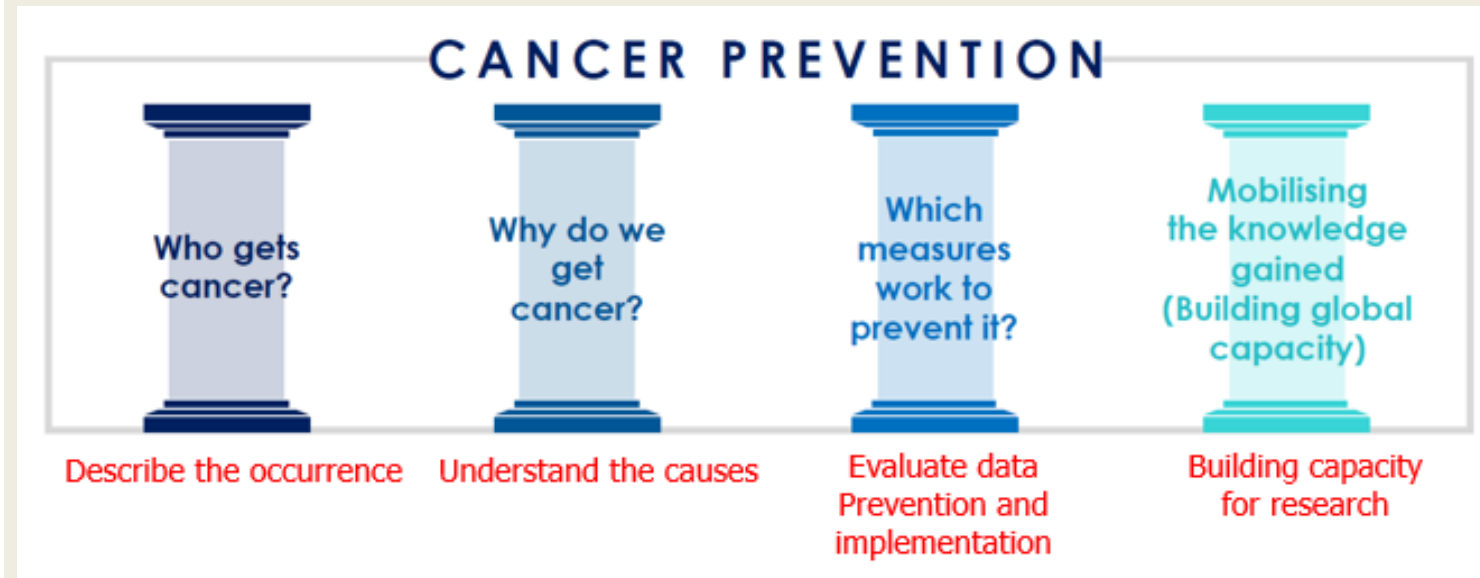 CANCER PREVENTION
Who gets
cancer?
Why do we
get
cancer?
Which
measures
work to
prevent it?
Mobilising
the knowledge
gained
(Building global
capacity)
Describe the occurrence
Understand the causes
Evaluate data
Prevention and
implementation
Building capacity
for research